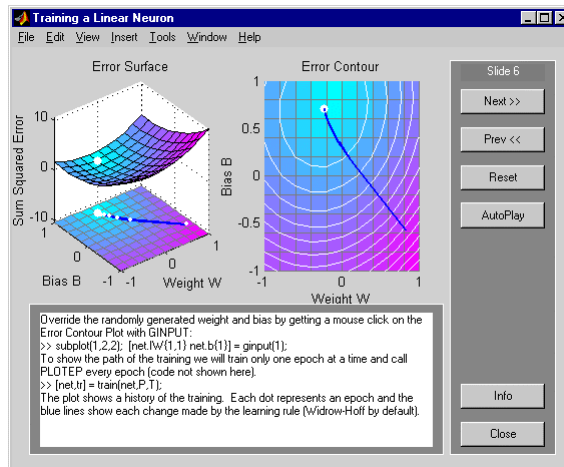 Training a Linear Neuron
File Edit View Insert Tools Window Help
Error Surface
Sum Squared Error
10
0
-10
1
0
-1
Bias B
-1
0
1
Weight W
Error Contour
Bias B
1
0.5
0
-0.5
-1
-1
0
1
Weight W
Slide 6
Next >>
Prev <<
Reset
AutoPlay
Info
Close
Override the randomly generated weight and bias by getting a mouse click on the
Error Contour Plot with GINPUT:
>> subplot(1,2,2); [net.IW{1,1} net.b{1}] = ginput(1);
To show the path of the training we will train only one epoch at a time and call
PLOTEP every epoch (code not shown here).
>> [net,tr] = train(net,P,T);
The plot shows a history of the training. Each dot represents an epoch and the
blue lines show each change made by the learning rule (Widrow-Hoff by default).